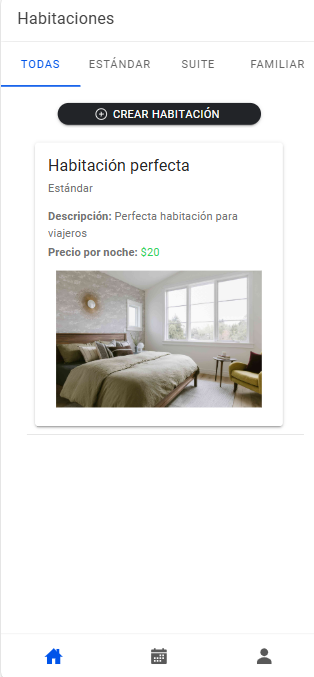 Habitaciones
TODAS ESTÁNDAR SUITE FAMILIAR
CREAR HABITACIÓN
Habitación perfecta
Estándar
Descripción: Perfecta habitación para
viajeros
Precio por noche: $20